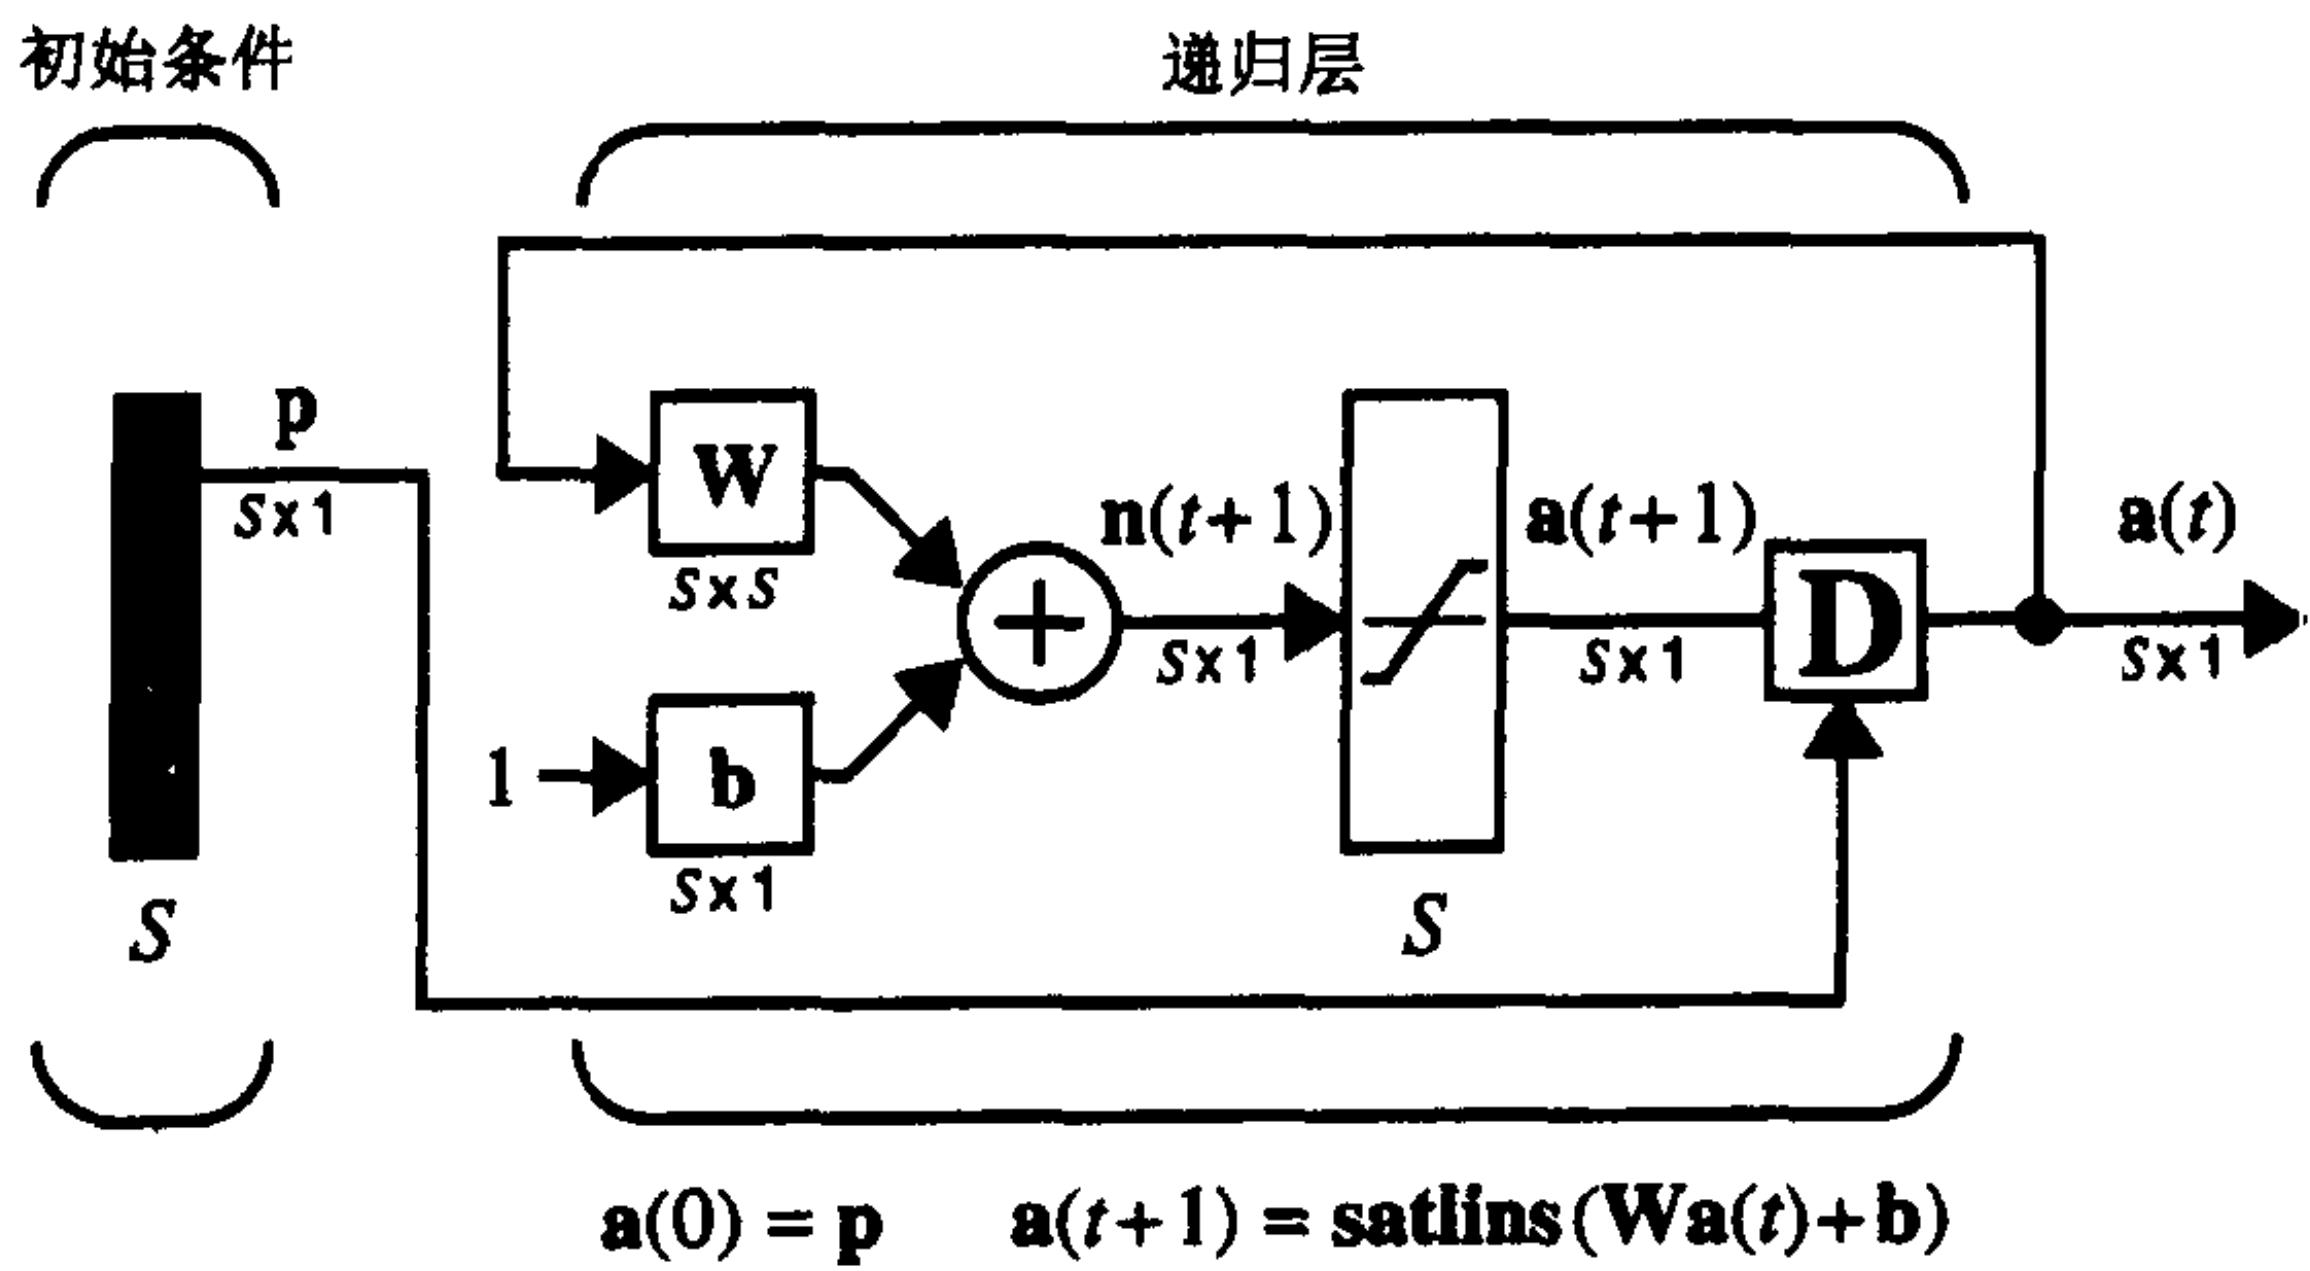 初始条件 递归层
p
S×1
W
S×S
n(t+1)
a(t+1)
a(t)
D
S×1
S×1
S×1
1
b
S×1
S
S
a(0) = p a(t+1) = satlins(Wa(t)+b)